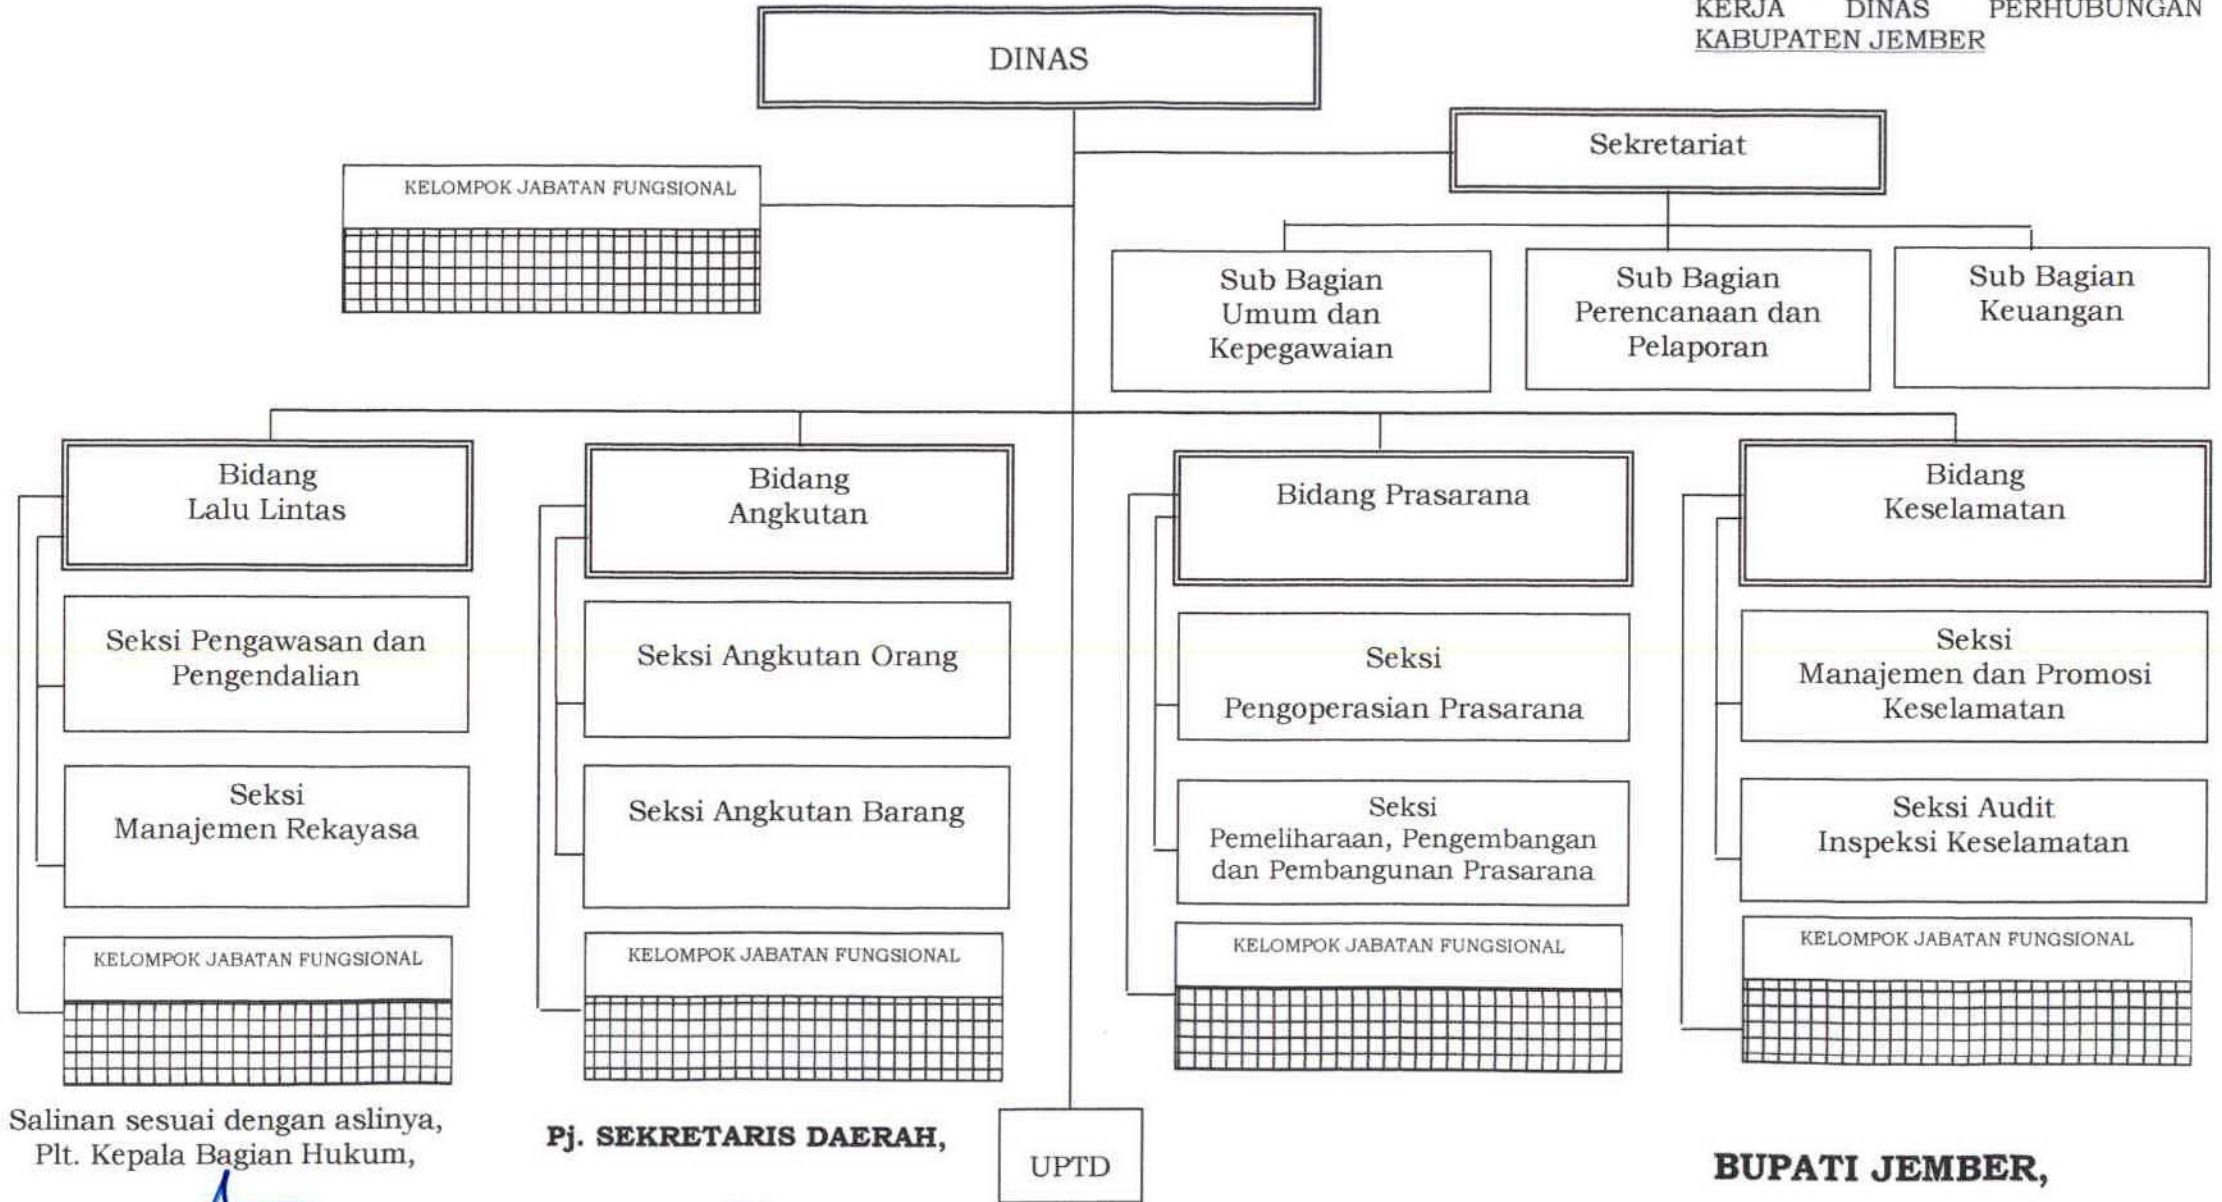 KERJA DINAS PERHUBUNGAN
KABUPATEN JEMBER
DINAS
Sekretariat
KELOMPOK JABATAN FUNGSIONAL
Sub Bagian
Umum dan
Kepegawaian
Sub Bagian
Perencanaan dan
Pelaporan
Sub Bagian
Keuangan
Bidang
Lalu Lintas
Bidang
Angkutan
Bidang Prasarana
Bidang
Keselamatan
Seksi Pengawasan dan
Pengendalian
Seksi Angkutan Orang
Seksi
Pengoperasian Prasarana
Seksi
Manajemen dan Promosi
Keselamatan
Seksi
Manajemen Rekayasa
Seksi Angkutan Barang
Seksi
Pemeliharaan, Pengembangan
dan Pembangunan Prasarana
Seksi Audit
Inspeksi Keselamatan
KELOMPOK JABATAN FUNGSIONAL
KELOMPOK JABATAN FUNGSIONAL
KELOMPOK JABATAN FUNGSIONAL
KELOMPOK JABATAN FUNGSIONAL
Salinan sesuai dengan aslinya,
Plt. Kepala Bagian Hukum,
Pj. SEKRETARIS DAERAH,
UPTD
BUPATI JEMBER,